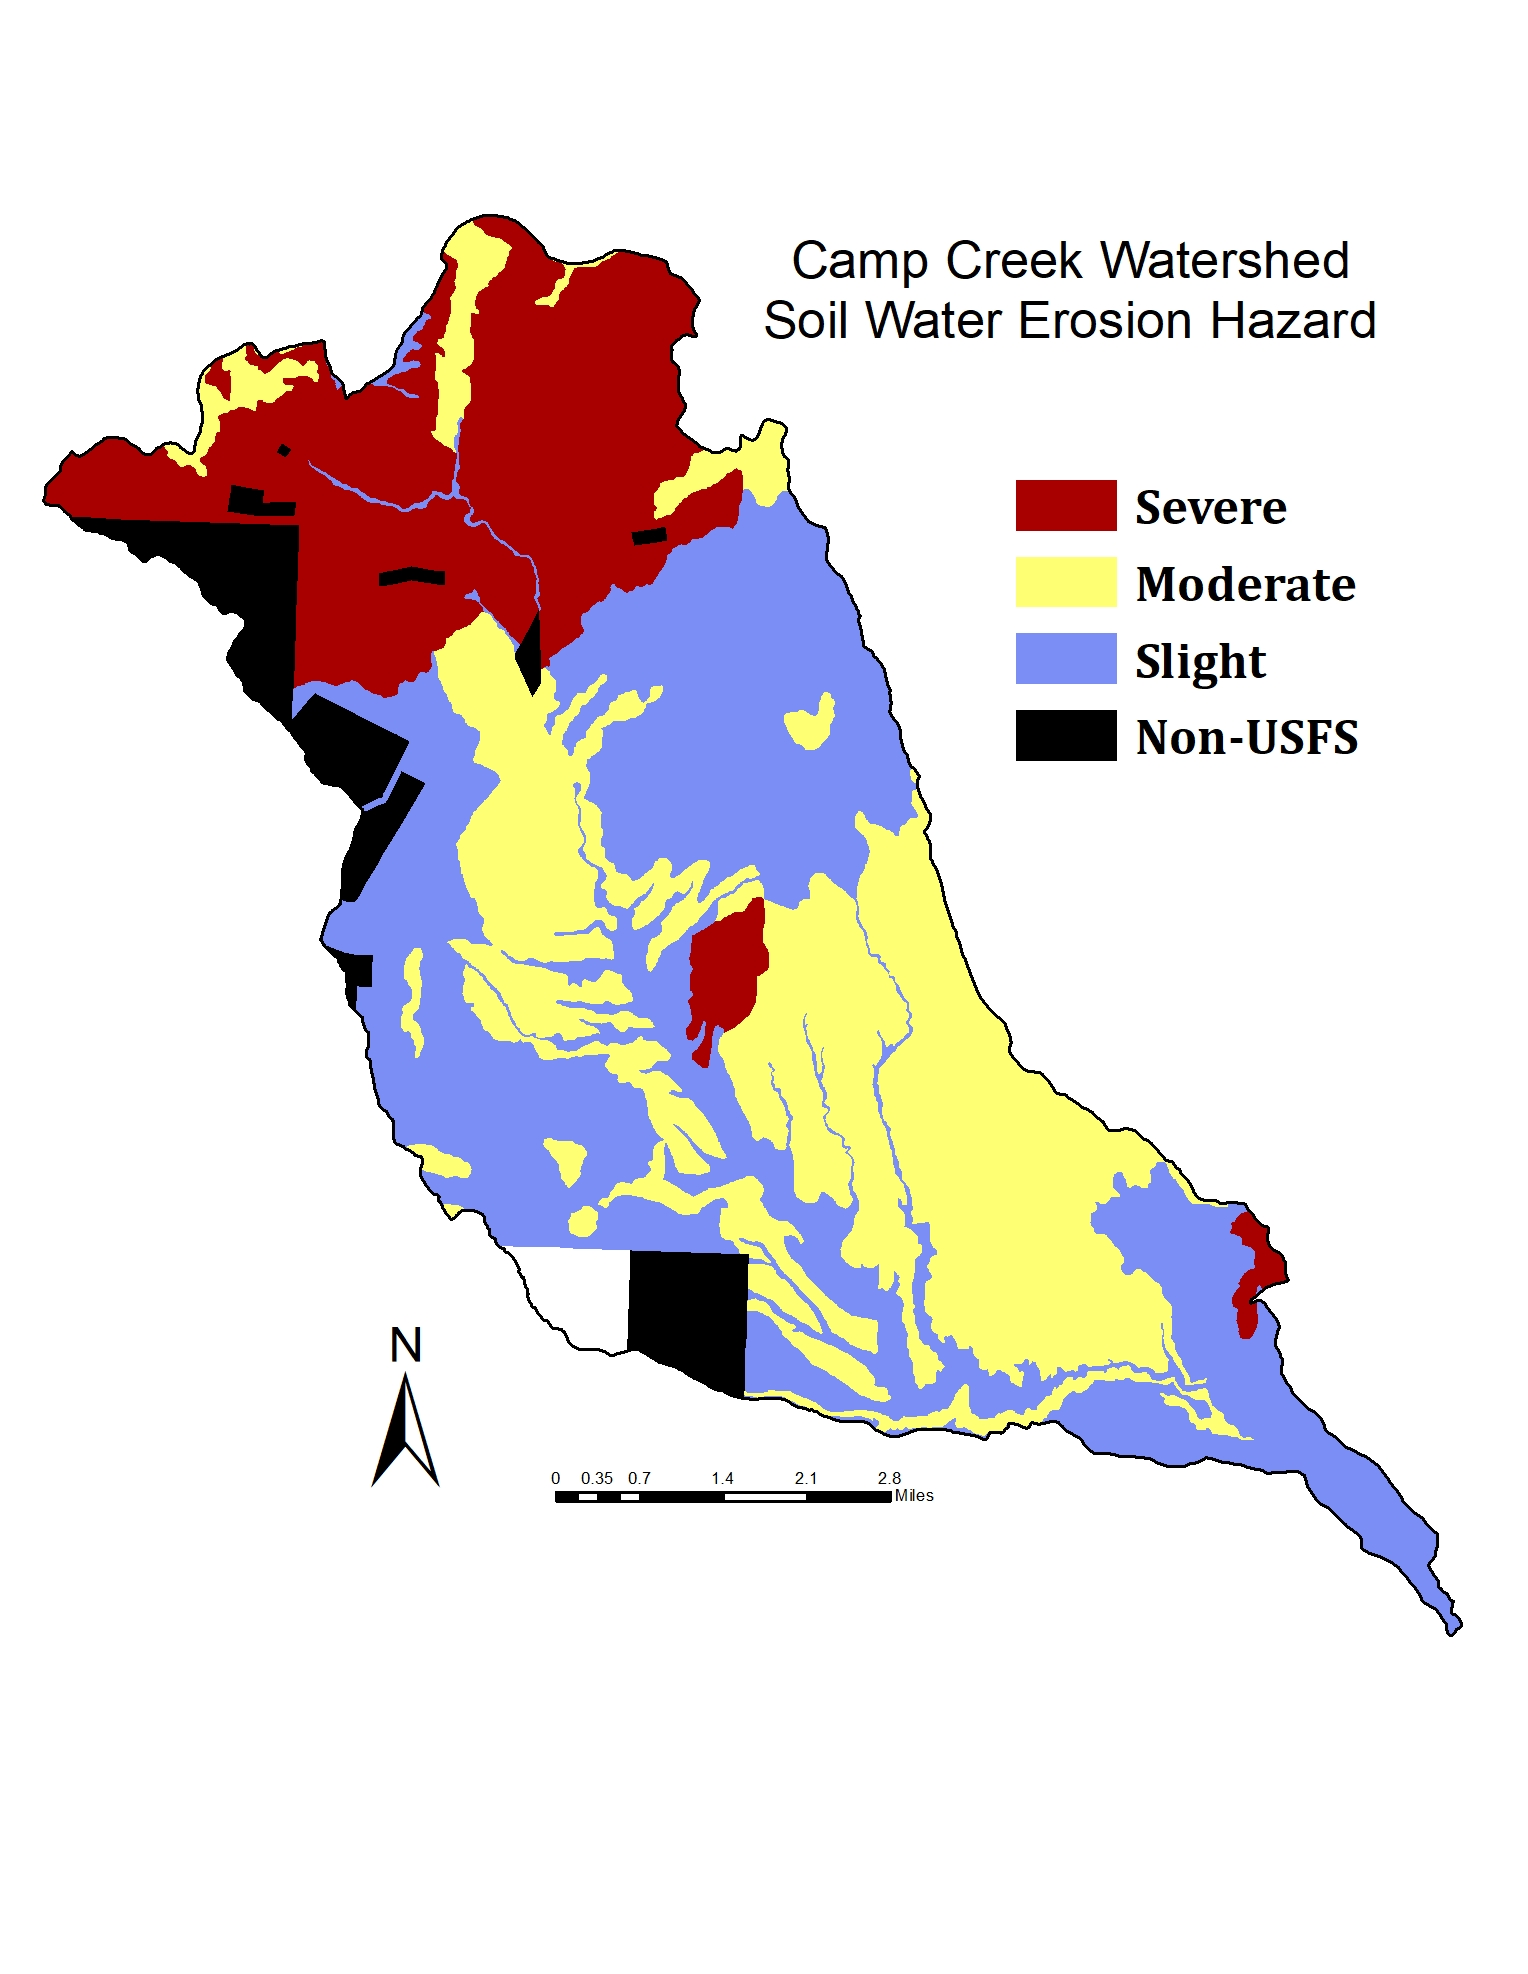 Camp Creek Watershed
Soil Water Erosion Hazard
Severe
Moderate
Slight
Non-USFS
N
0 0.35 0.7 1.4 2.1 2.8
Miles